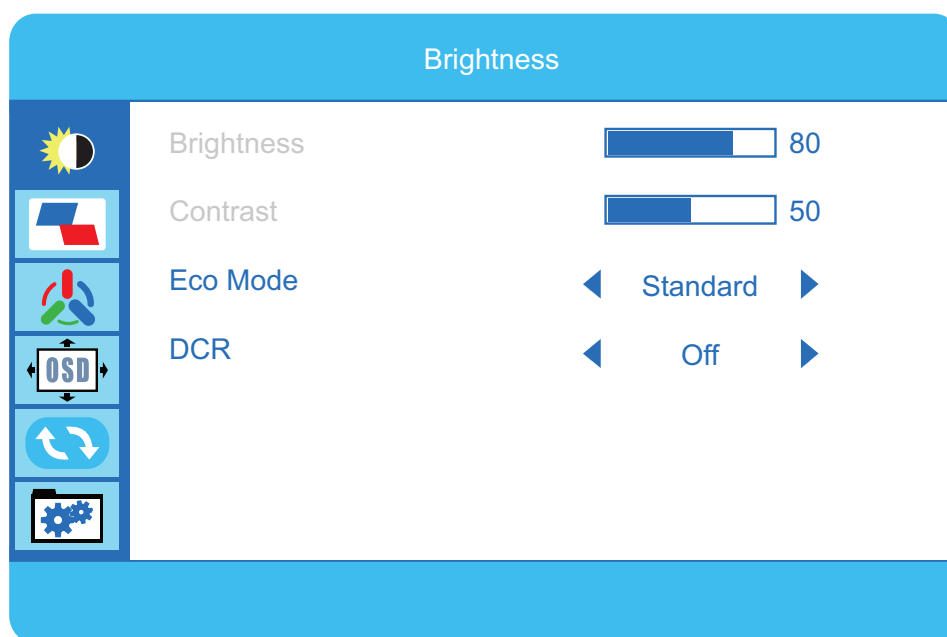 Brightness
Brightness 80
Contrast 50
Eco Mode Standard
DCR Off
OSD